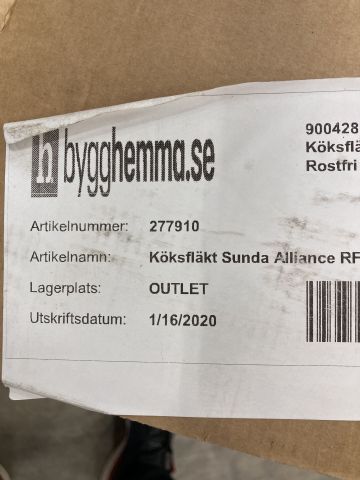 h bygghemma.se
900428
Köksflä
Rostfri
Artikelnummer: 277910
Artikelnamn: Köksfläkt Sunda Alliance RF
Lagerplats: OUTLET
Utskriftsdatum: 1/16/2020